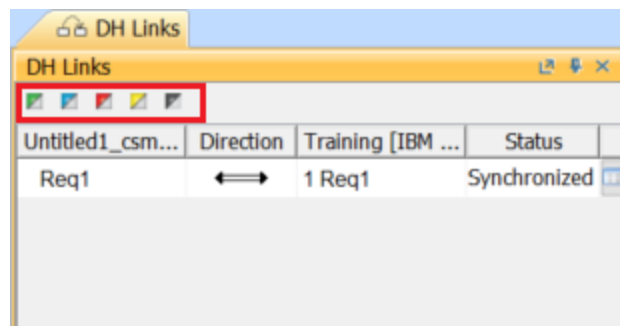 DH Links
DH Links
Untitled1_csm... Direction Training [IBM ... Status
Req1 1 Req1 Synchronized